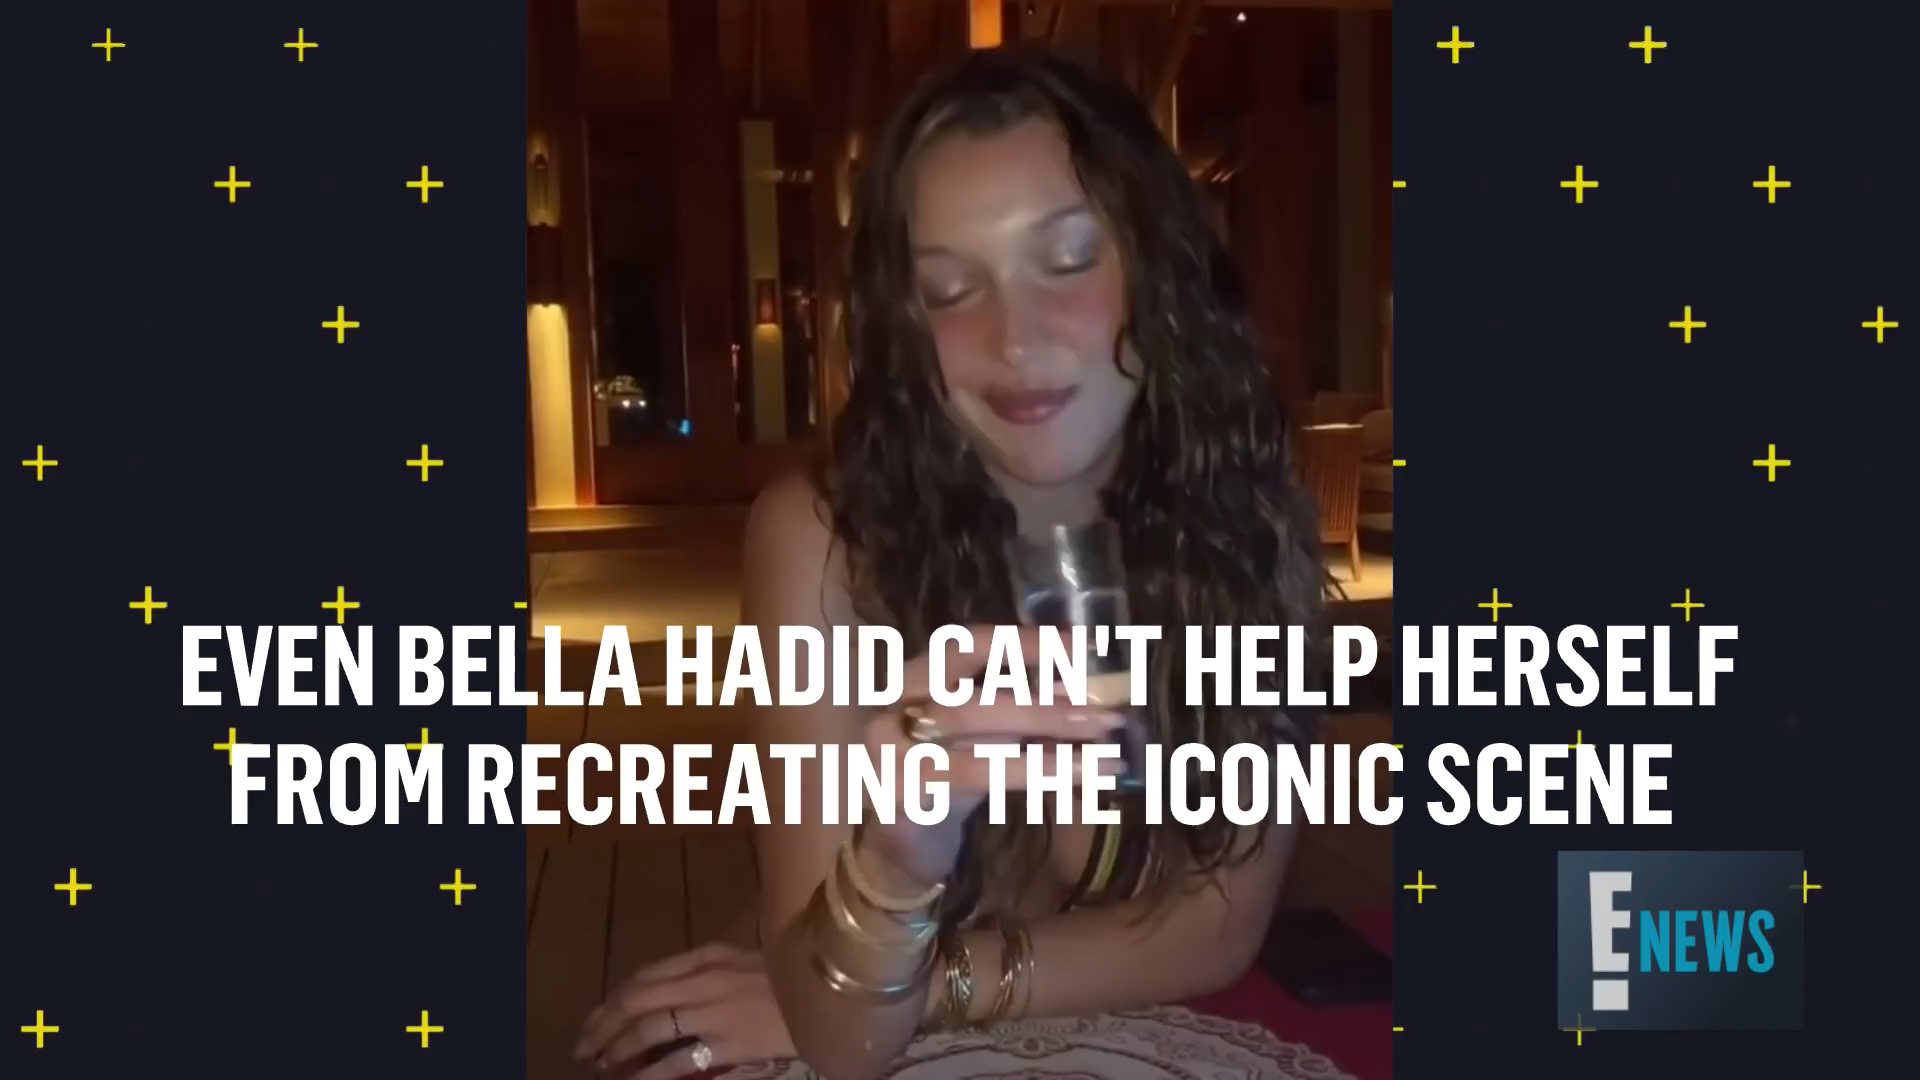 EVEN BELLA HADID CAN'T HELP HERSELF
FROM RECREATING THE ICONIC SCENE
E! NEWS